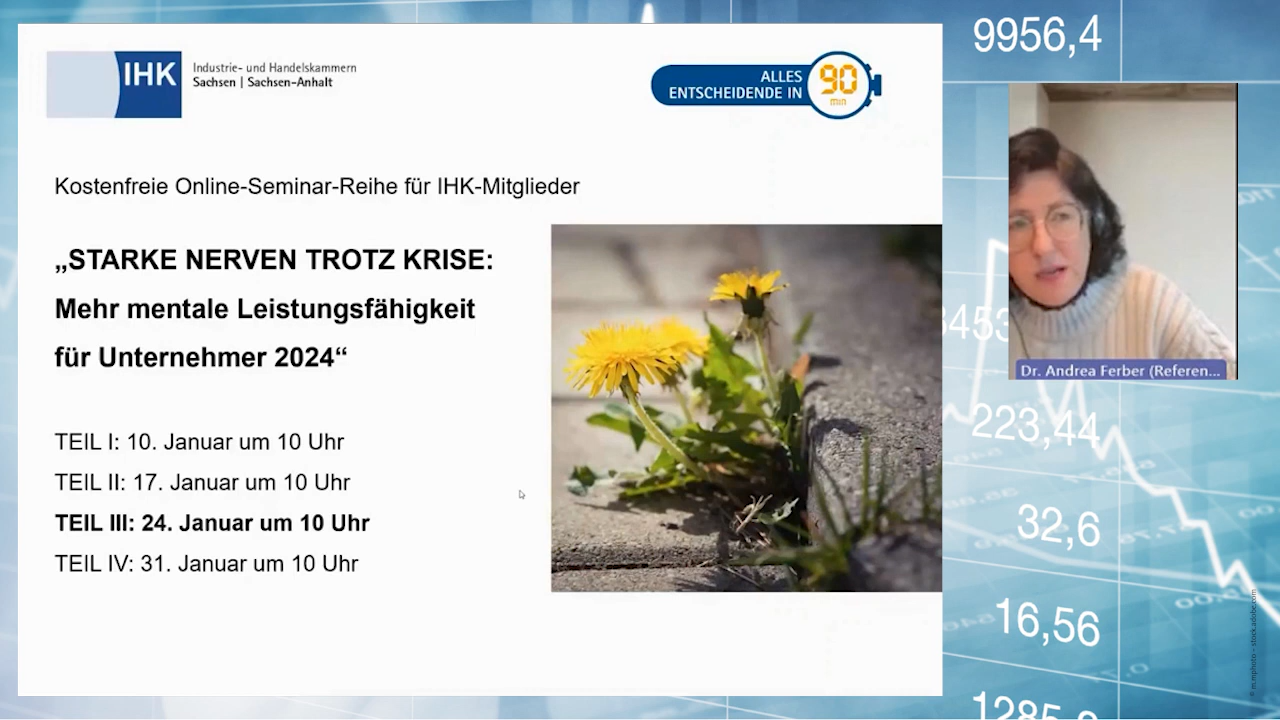 IHK
Industrie- und Handelskammern
Sachsen | Sachsen-Anhalt
ALLES
ENTSCHEIDENDE IN
90
min
Kostenfreie Online-Seminar-Reihe für IHK-Mitglieder
„STARKE NERVEN TROTZ KRISE:
Mehr mentale Leistungsfähigkeit
für Unternehmer 2024“
TEIL I: 10. Januar um 10 Uhr
TEIL II: 17. Januar um 10 Uhr
TEIL III: 24. Januar um 10 Uhr
TEIL IV: 31. Januar um 10 Uhr
9956,4
Dr. Andrea Ferber (Referen...
223,44
32,6
16,56